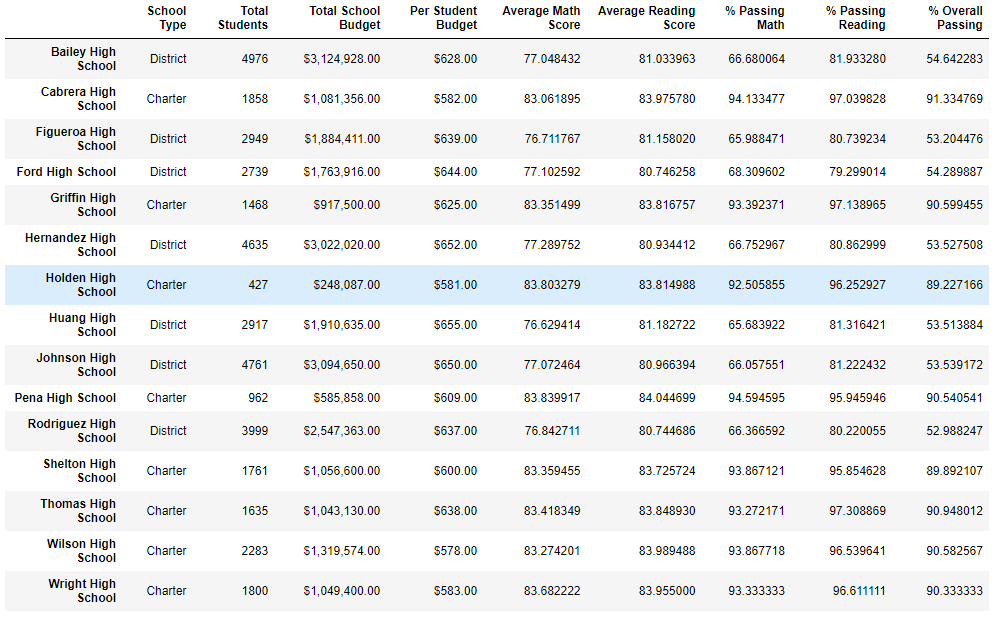 School Type Total Students Total School Budget Per Student Budget Average Math Score Average Reading Score % Passing Math % Passing Reading % Overall Passing
Bailey High School District 4976 $3,124,928.00 $628.00 77.048432 81.033963 66.680064 81.933280 54.642283
Cabrera High School Charter 1858 $1,081,356.00 $582.00 83.061895 83.975780 94.133477 97.039828 91.334769
Figueroa High School District 2949 $1,884,411.00 $639.00 76.711767 81.158020 65.988471 80.739234 53.204476
Ford High School District 2739 $1,763,916.00 $644.00 77.102592 80.746258 68.309602 79.299014 54.289887
Griffin High School Charter 1468 $917,500.00 $625.00 83.351499 83.816757 93.392371 97.138965 90.599455
Hernandez High School District 4635 $3,022,020.00 $652.00 77.289752 80.934412 66.752967 80.862999 53.527508
Holden High School Charter 427 $248,087.00 $581.00 83.803279 83.814988 92.505855 96.252927 89.227166
Huang High School District 2917 $1,910,635.00 $655.00 76.629414 81.182722 65.683922 81.316421 53.513884
Johnson High School District 4761 $3,094,650.00 $650.00 77.072464 80.966394 66.057551 81.222432 53.539172
Pena High School Charter 962 $585,858.00 $609.00 83.839917 84.044699 94.594595 95.945946 90.540541
Rodriguez High School District 3999 $2,547,363.00 $637.00 76.842711 80.744686 66.366592 80.220055 52.988247
Shelton High School Charter 1761 $1,056,600.00 $600.00 83.359455 83.725724 93.867121 95.854628 89.892107
Thomas High School Charter 1635 $1,043,130.00 $638.00 83.418349 83.848930 93.272171 97.308869 90.948012
Wilson High School Charter 2283 $1,319,574.00 $578.00 83.274201 83.989488 93.867718 96.539641 90.582567
Wright High School Charter 1800 $1,049,400.00 $583.00 83.682222 83.955000 93.333333 96.611111 90.333333